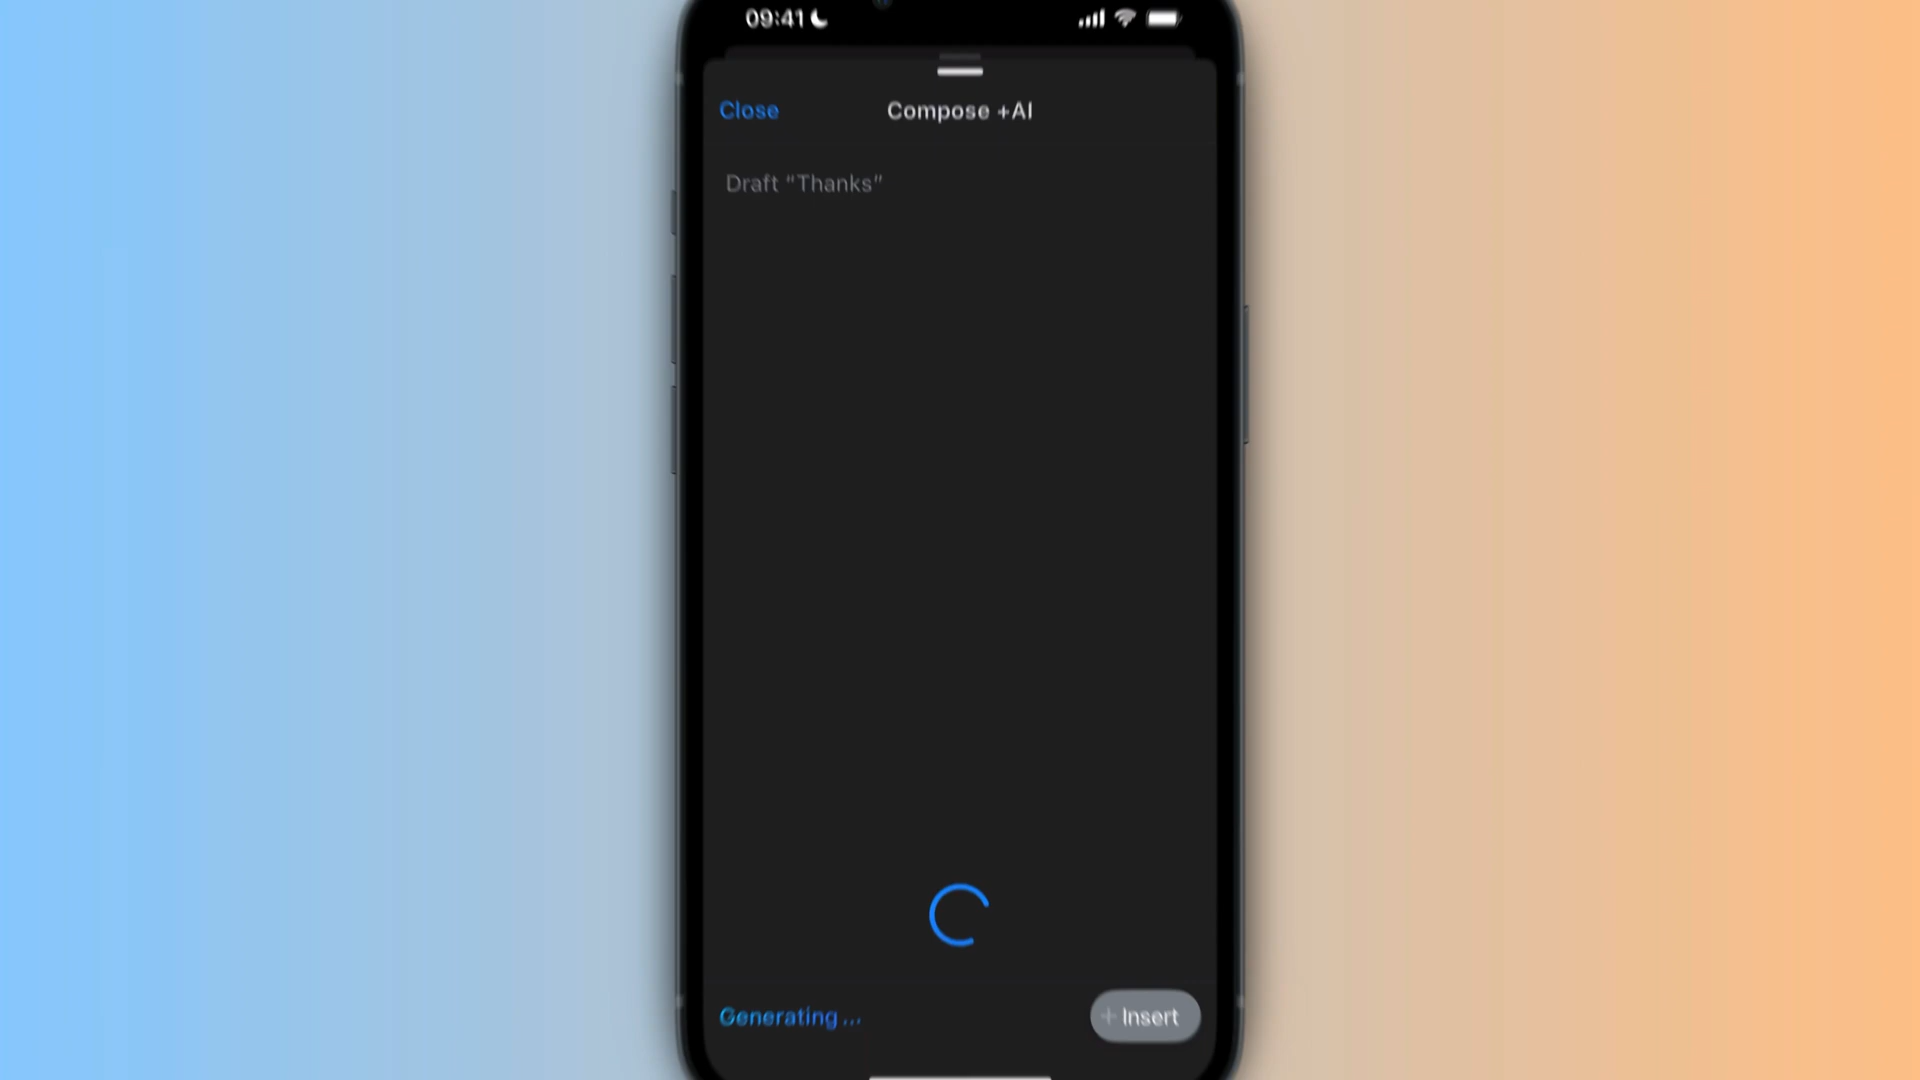 09:41
Close
Compose +AI
Draft “Thanks”
Generating...
+ Insert